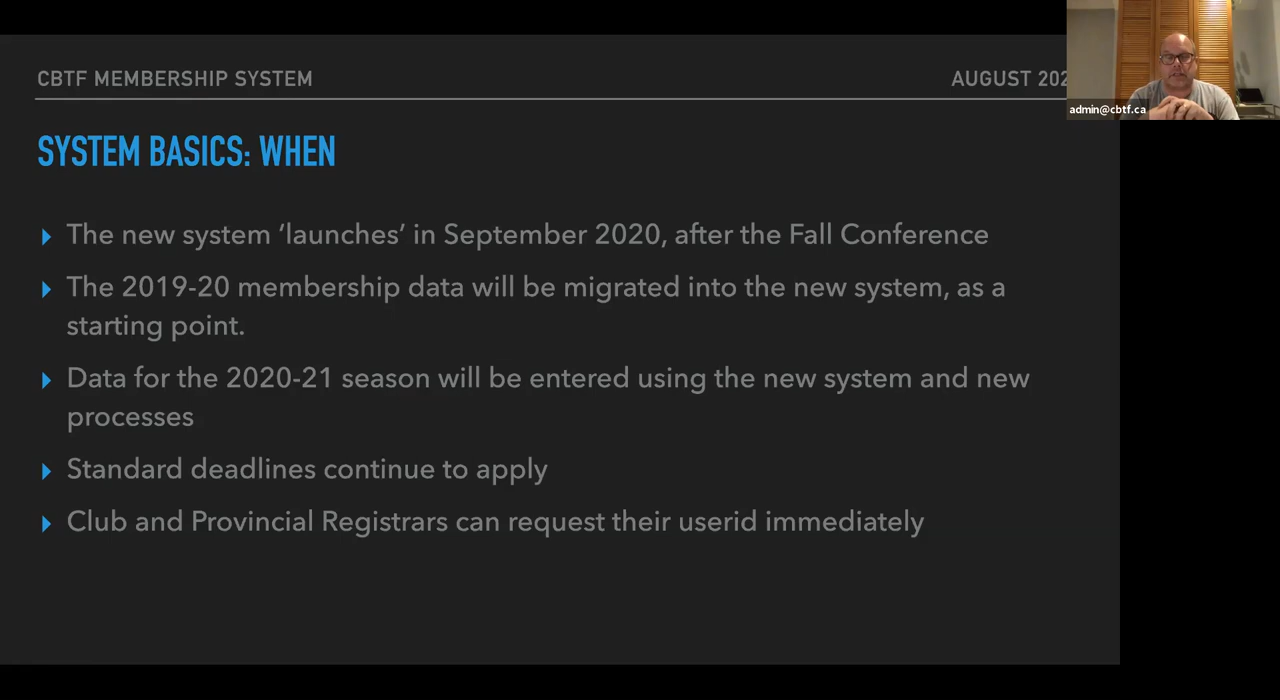 CBTF MEMBERSHIP SYSTEM
AUGUST 202
admin@cbtf.ca
SYSTEM BASICS: WHEN
The new system ‘launches’ in September 2020, after the Fall Conference
The 2019-20 membership data will be migrated into the new system, as a
starting point.
Data for the 2020-21 season will be entered using the new system and new
processes
Standard deadlines continue to apply
Club and Provincial Registrars can request their userid immediately